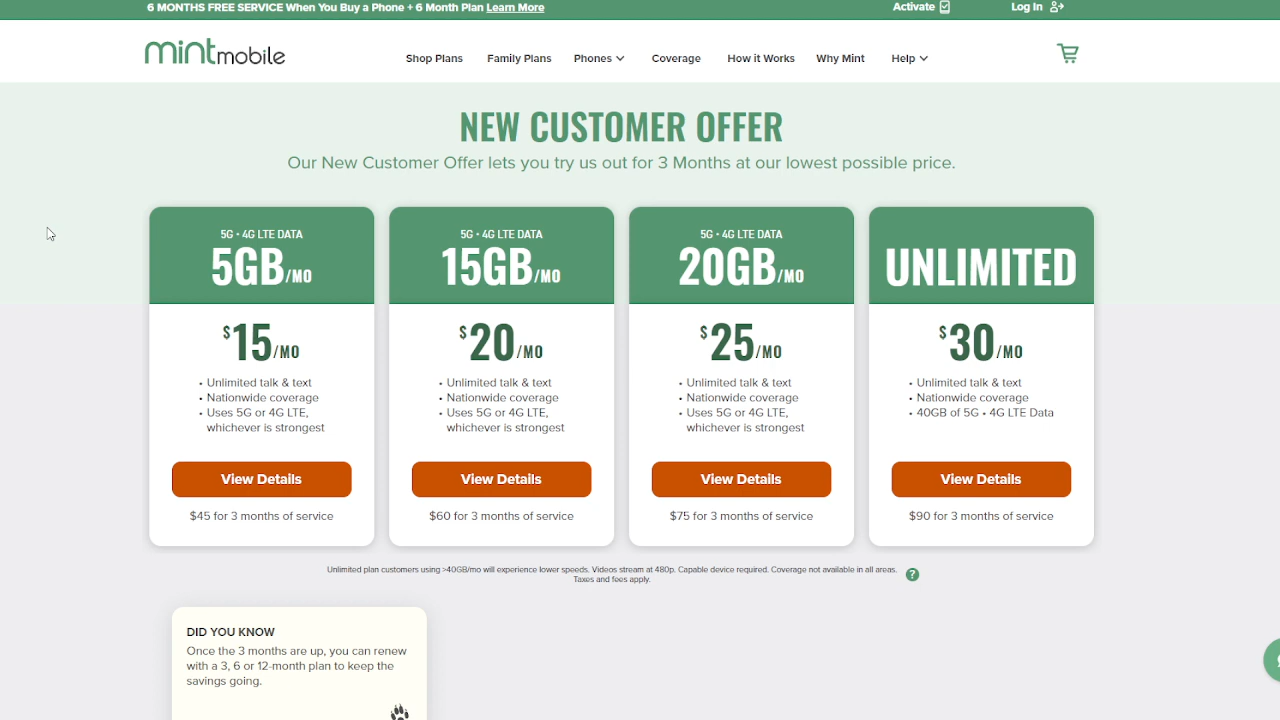 6 MONTHS FREE SERVICE When You Buy a Phone + 6 Month Plan Learn More
Activate
Log In
mintmobile
Shop Plans
Family Plans
Phones
Coverage
How it Works
Why Mint
Help
NEW CUSTOMER OFFER
Our New Customer Offer lets you try us out for 3 Months at our lowest possible price.
5G • 4G LTE DATA
5GB/MO
$15/MO
• Unlimited talk & text
• Nationwide coverage
• Uses 5G or 4G LTE,
whichever is strongest
View Details
$45 for 3 months of service
5G • 4G LTE DATA
15GB/MO
$20/MO
• Unlimited talk & text
• Nationwide coverage
• Uses 5G or 4G LTE,
whichever is strongest
View Details
$60 for 3 months of service
5G • 4G LTE DATA
20GB/MO
$25/MO
• Unlimited talk & text
• Nationwide coverage
• Uses 5G or 4G LTE,
whichever is strongest
View Details
$75 for 3 months of service
UNLIMITED
$30/MO
• Unlimited talk & text
• Nationwide coverage
• 40GB of 5G • 4G LTE Data
View Details
$90 for 3 months of service
Unlimited plan customers using >40GB/mo will experience lower speeds. Videos stream at 480p. Capable device required. Coverage not available in all areas.
Taxes and fees apply.
?
DID YOU KNOW
Once the 3 months are up, you can renew
with a 3, 6 or 12-month plan to keep the
savings going.